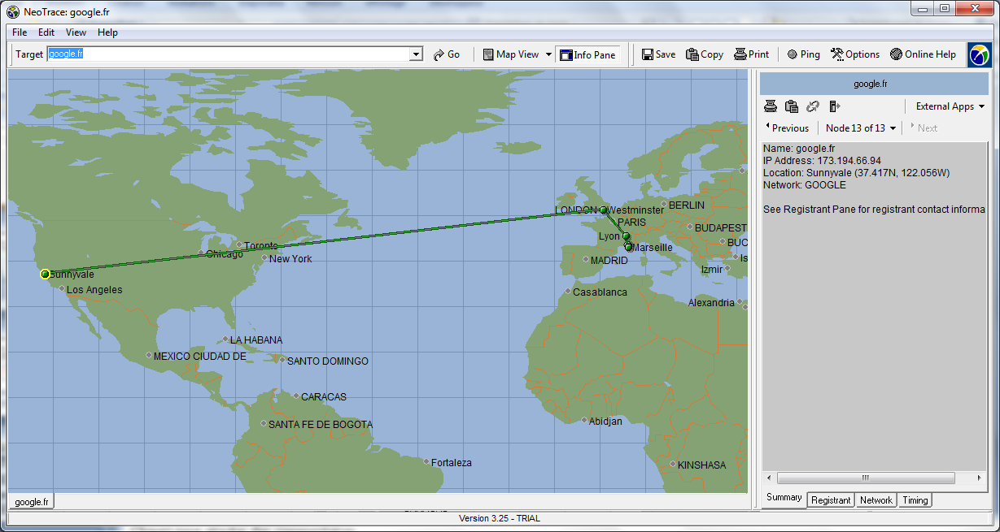 NeoTrace: google.fr
File Edit View Help
Target google.fr Go Map View Info Pane Save Copy Print Ping Options Online Help
google.fr
External Apps
Previous Node 13 of 13 Next
Name: google.fr
IP Address: 173.194.66.94
Location: Sunnyvale (37.417N, 122.056W)
Network: GOOGLE
See Registrant Pane for registrant contact informa
LONDON Westminster BERLIN
PARIS
BUDAPEST
Lyon
BUC
Toronto
Marseille
Chicago
New York
MADRID
Is
Izmir
Sunnyvale
Los Angeles
Casablanca
Alexandria
LA HABANA
MEXICO CIUDAD DE
SANTO DOMINGO
CARACAS
SANTA FE DE BOGOTA
Abidjan
Fortaleza
KINSHASA
google.fr
Summary Registrant Network Timing
Version 3.25 - TRIAL